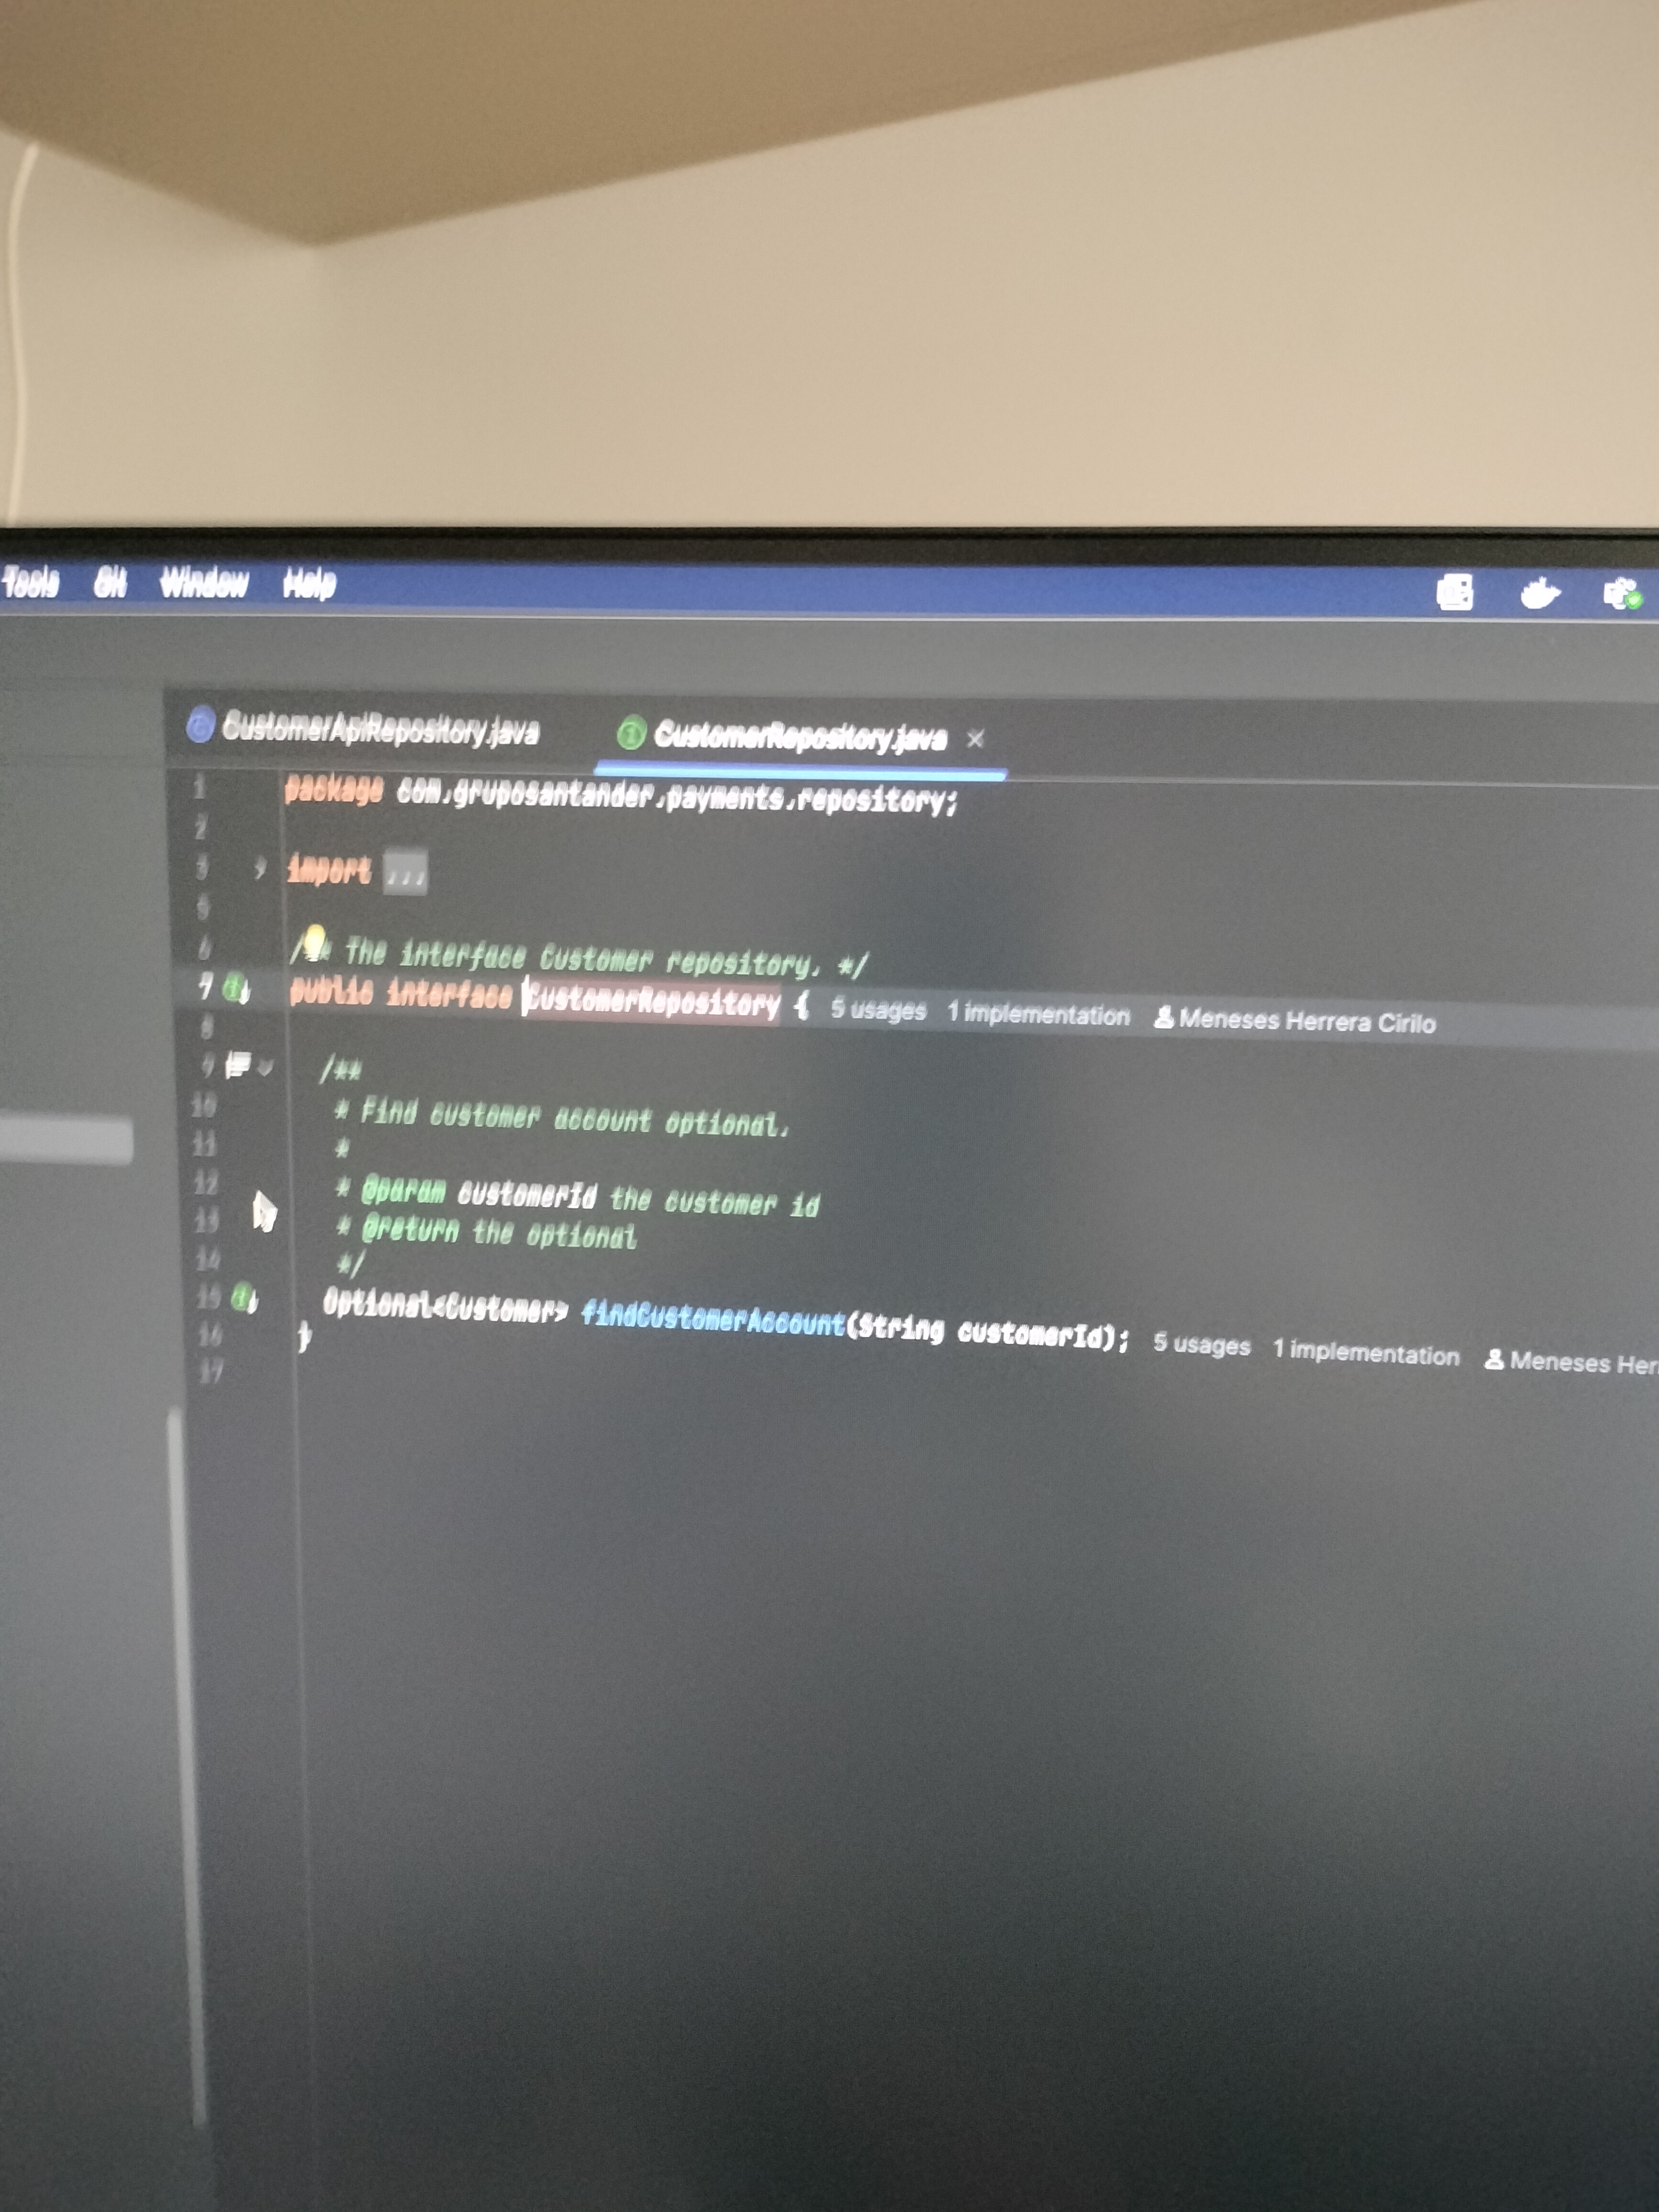 Tools Git Window Help
CustomerApiRepository.java CustomerRepository.java ×
1 package com.gruposantander.payments.repository;
2
3 import ...
5
6 /** The interface Customer repository. */
7 public interface CustomerRepository { 5 usages 1 implementation Meneses Herrera Cirilo
8
9 /**
10 * Find customer account optional.
11 *
12 * @param customerId the customer id
13 * @return the optional
14 */
15 Optional<Customer> findCustomerAccount(String customerId); 5 usages 1 implementation Meneses Her
16 }
17